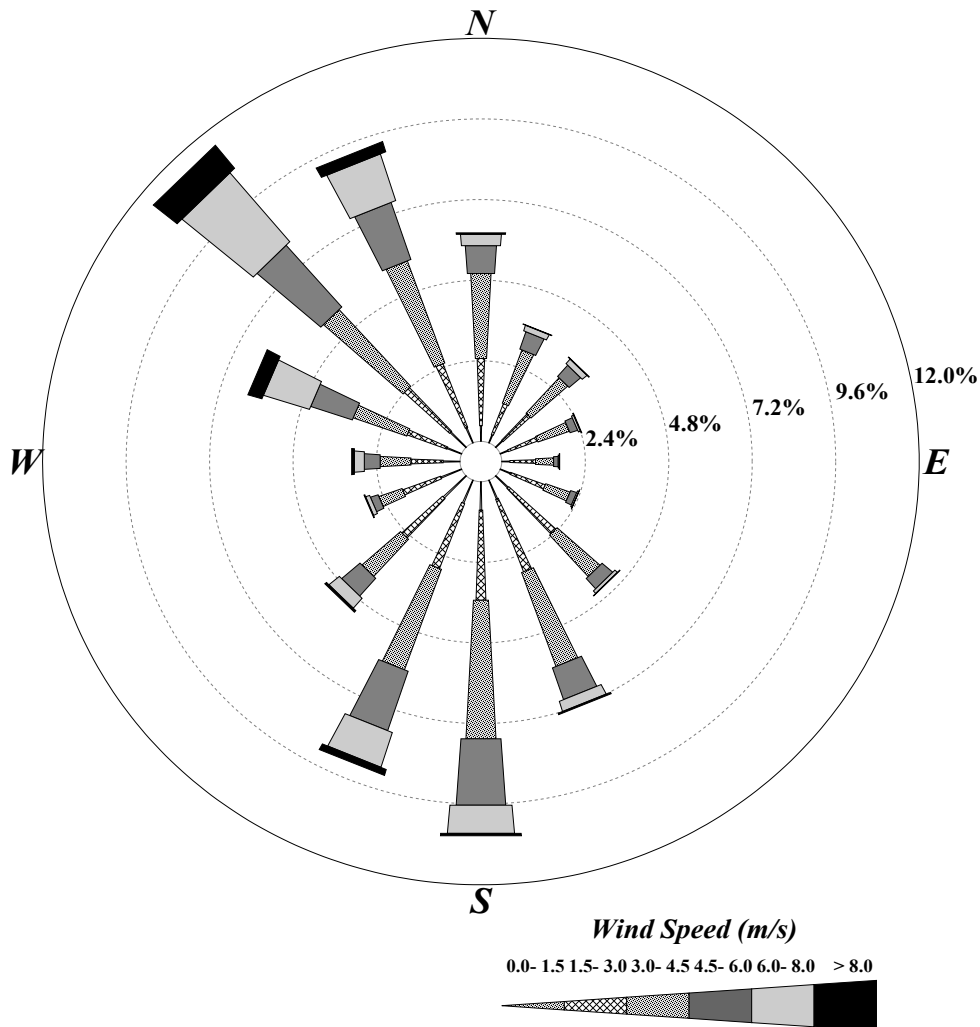 N
12.0%
9.6%
7.2%
4.8%
2.4%
W
E
S
Wind Speed (m/s)
0.0- 1.5 1.5- 3.0 3.0- 4.5 4.5- 6.0 6.0- 8.0 > 8.0